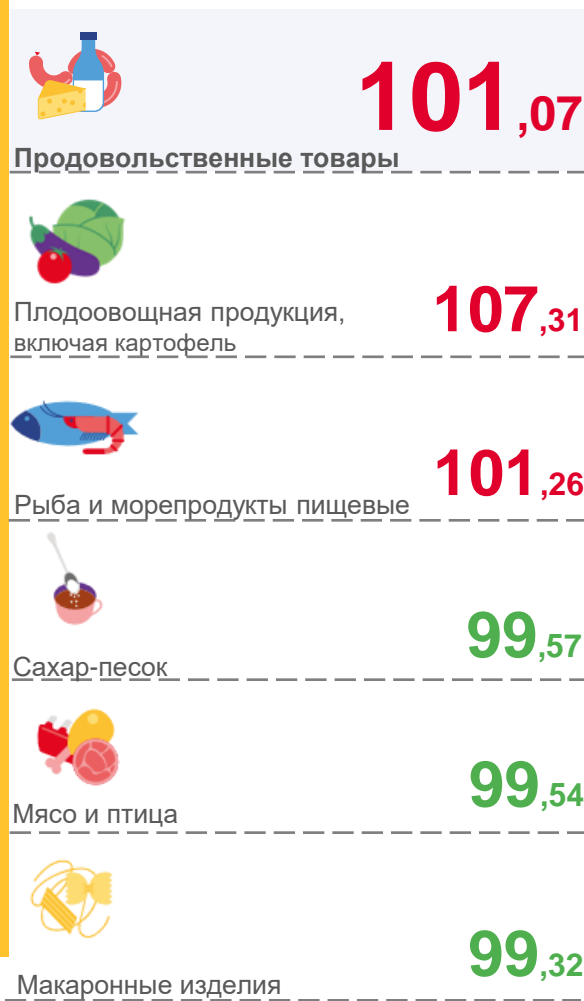 101,07
Продовольственные товары
Плодоовощная продукция,
включая картофель
107,31
Рыба и морепродукты пищевые
101,26
Сахар-песок
99,57
Мясо и птица
99,54
Макаронные изделия
99,32